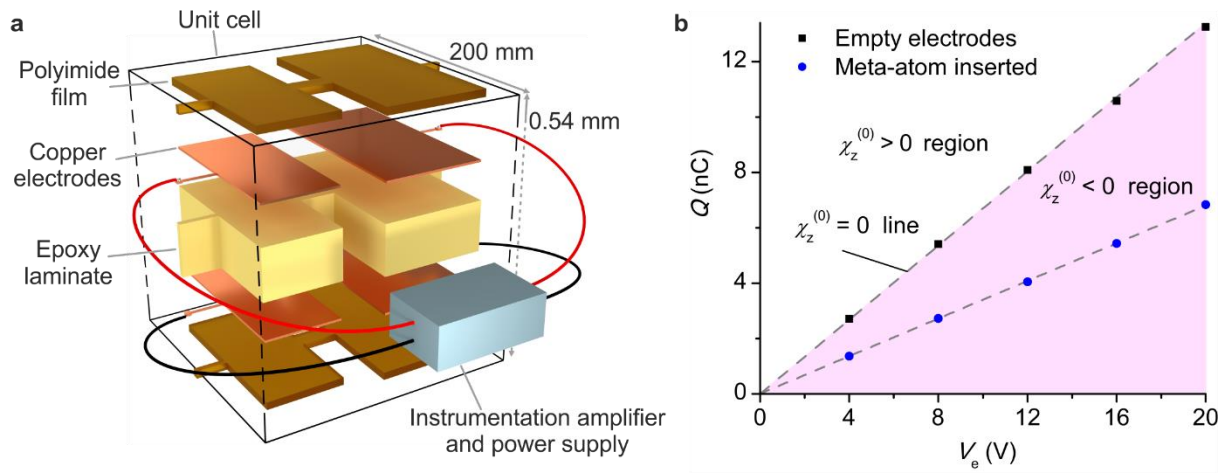 a
Unit cell
200 mm
Polyimide
film
0.54 mm
Copper
electrodes
Epoxy
laminate
Instrumentation amplifier
and power supply
b
Empty electrodes
Meta-atom inserted
χz(0) > 0 region
χz(0) < 0 region
χz(0) = 0 line
Q (nC)
12
8
4
0
0
4
8
12
16
20
Ve (V)